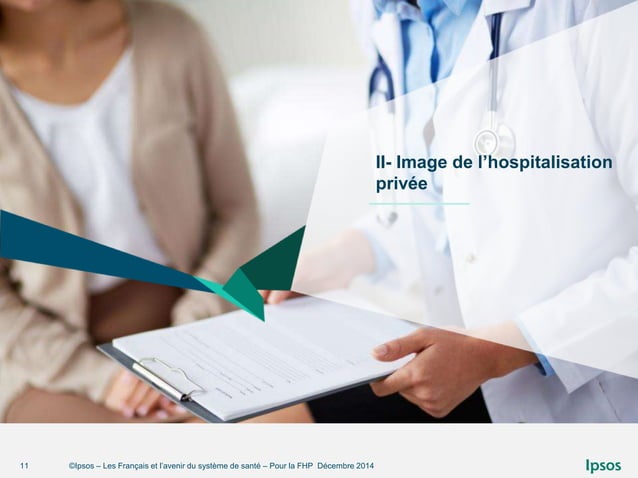 II- Image de l’hospitalisation
privée
11 ©Ipsos – Les Français et l’avenir du système de santé – Pour la FHP Décembre 2014
Ipsos